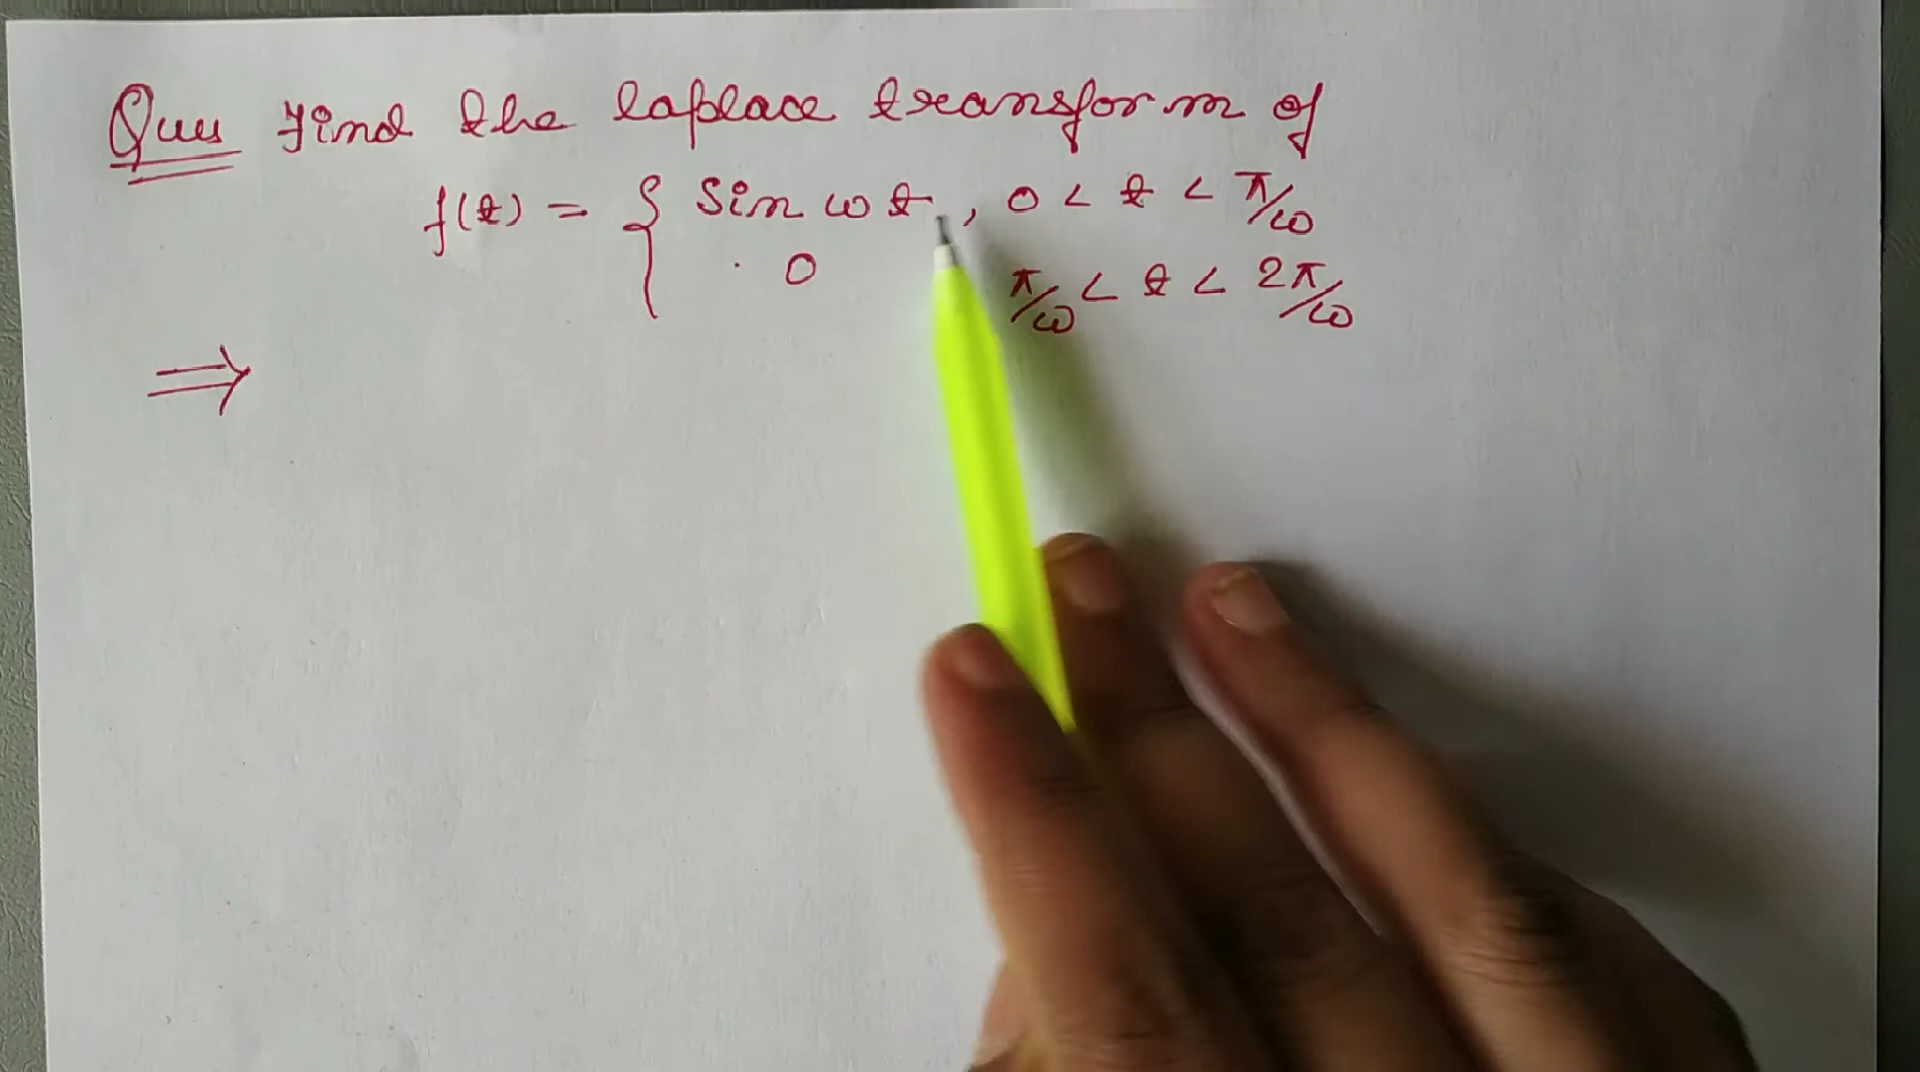 Ques Find the laplace transform of
f(t) = { Sin ωt, 0 < t < π/ω
0 π/ω < t < 2π/ω
⇒